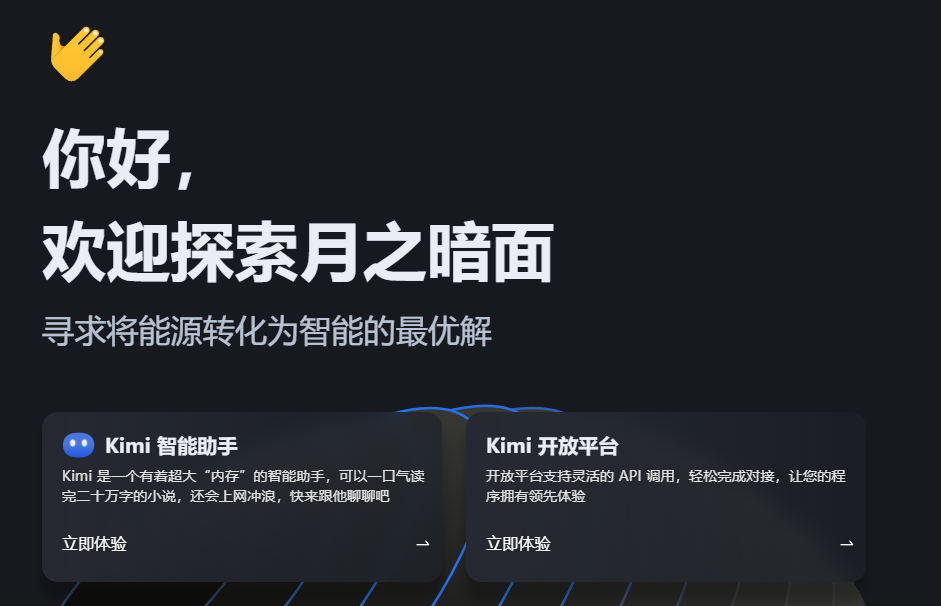 你好，
欢迎探索月之暗面
寻求将能源转化为智能的最优解
Kimi 智能助手
Kimi 是一个有着超大“内存”的智能助手，可以一口气读
完二十万字的小说，还会上网冲浪，快来跟他聊聊吧
立即体验
Kimi 开放平台
开放平台支持灵活的 API 调用，轻松完成对接，让您的程
序拥有领先体验
立即体验